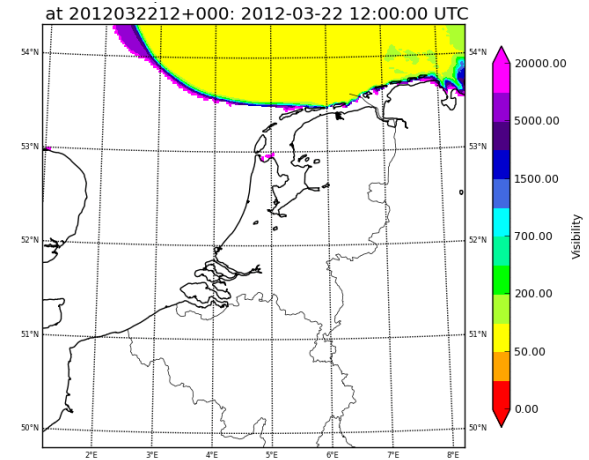 at 2012032212+000: 2012-03-22 12:00:00 UTC
54°N
54°N
53°N
53°N
52°N
52°N
51°N
51°N
50°N
50°N
2°E
3°E
4°E
5°E
6°E
7°E
8°E
20000.00
5000.00
1500.00
700.00
200.00
50.00
0.00
Visibility